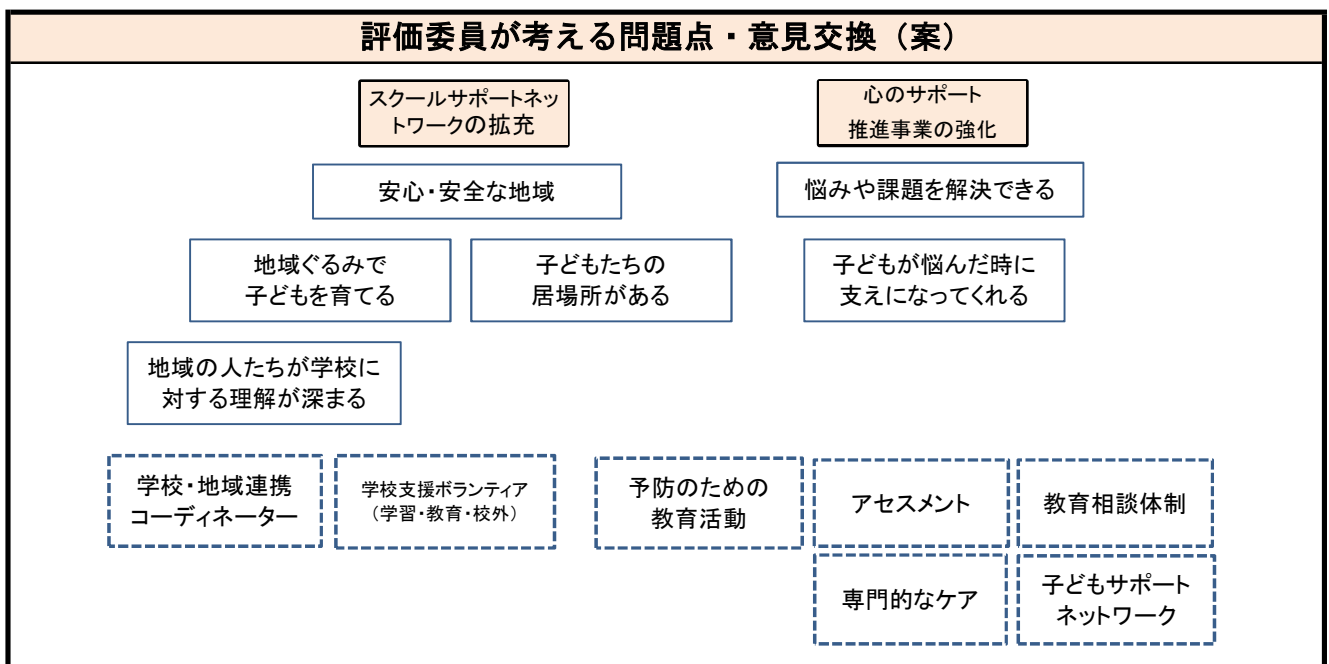 評価委員が考える問題点・意見交換（案）
スクールサポートネッ
トワークの拡充
心のサポート
推進事業の強化
安心・安全な地域
悩みや課題を解決できる
地域ぐるみで
子どもを育てる
子どもたちの
居場所がある
子どもが悩んだ時に
支えになってくれる
地域の人たちが学校に
対する理解が深まる
学校・地域連携
コーディネーター
学校支援ボランティア
（学習・教育・校外）
予防のための
教育活動
アセスメント
教育相談体制
専門的なケア
子どもサポート
ネットワーク